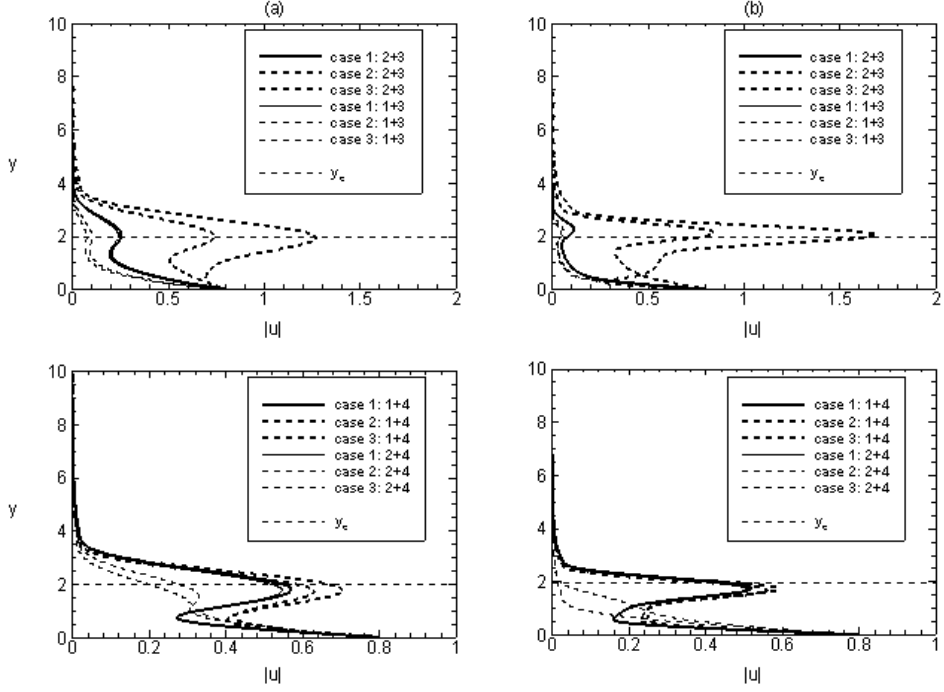 (a)
10
8
6
4
2
0
y
case 1: 2+3
case 2: 2+3
case 3: 2+3
case 1: 1+3
case 2: 1+3
case 3: 1+3
y_c
0 0.5 1 1.5 2
|u|
(b)
10
8
6
4
2
0
case 1: 2+3
case 2: 2+3
case 3: 2+3
case 1: 1+3
case 2: 1+3
case 3: 1+3
y_c
0 0.5 1 1.5 2
|u|
10
8
6
4
2
0
y
case 1: 1+4
case 2: 1+4
case 3: 1+4
case 1: 2+4
case 2: 2+4
case 3: 2+4
y_c
0 0.2 0.4 0.6 0.8 1
|u|
10
8
6
4
2
0
case 1: 1+4
case 2: 1+4
case 3: 1+4
case 1: 2+4
case 2: 2+4
case 3: 2+4
y_c
0 0.2 0.4 0.6 0.8 1
|u|